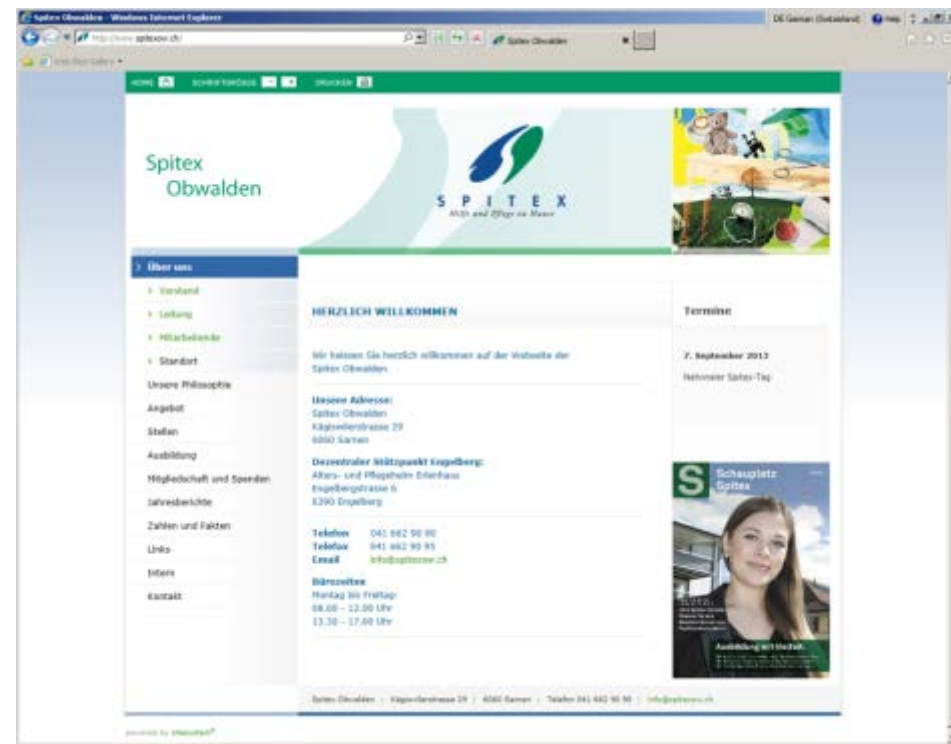 Spitex Obwalden - Windows Internet Explorer
DE German (Switzerland)
Help
http://www.spitexow.ch/
Spitex Obwalden
HOME
SCHRIFTGRÖSSE
DRUCKEN
Spitex
Obwalden
SPITEX
Hilfe und Pflege zu Hause
Über uns
Vorstand
Leitung
Mitarbeitende
Standort
Unsere Philosophie
Angebot
Stellen
Ausbildung
Mitgliedschaft und Spenden
Jahresberichte
Zahlen und Fakten
Links
Intern
Kontakt
HERZLICH WILLKOMMEN
Wir heissen Sie herzlich willkommen auf der Webseite der
Spitex Obwalden.
Unsere Adresse:
Spitex Obwalden
Kägiswilerstrasse 29
6060 Sarnen
Dezentraler Stützpunkt Engelberg:
Alters- und Pflegeheim Erlenhaus
Engelbergstrasse 6
6390 Engelberg
Telefon 041 662 90 90
Telefax 041 662 90 95
Email info@spitexow.ch
Bürozeiten
Montag bis Freitag:
08.00 - 12.00 Uhr
13.30 - 17.00 Uhr
Termine
7. September 2013
Nationaler Spitex-Tag
S Schauplatz
Spitex
Ausbildung mit Vielfalt.
Spitex Obwalden | Kägiswilerstrasse 29 | 6060 Sarnen | Telefon 041 662 90 90 | info@spitexow.ch
powered by